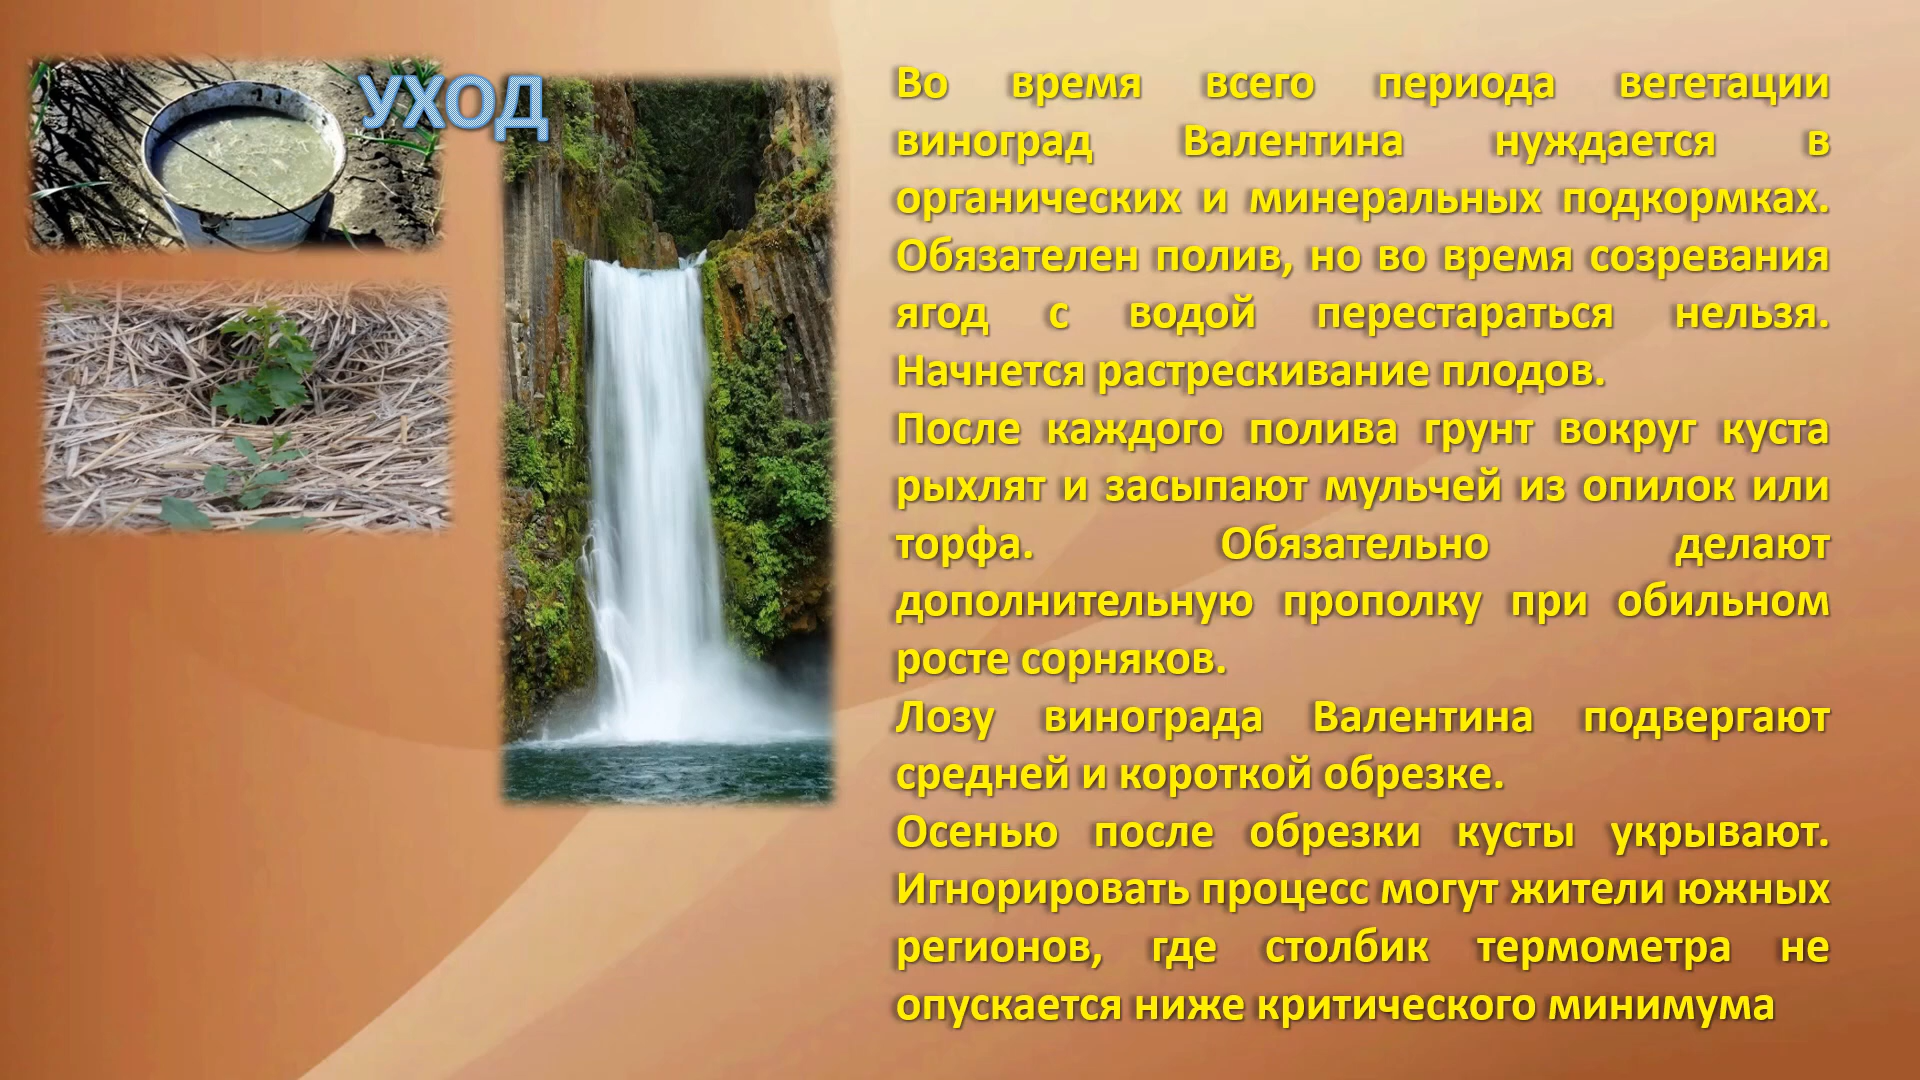 УХОД
Во время всего периода вегетации
виноград Валентина нуждается в
органических и минеральных подкормках.
Обязателен полив, но во время созревания
ягод с водой перестараться нельзя.
Начнется растрескивание плодов.
После каждого полива грунт вокруг куста
рыхлят и засыпают мульчей из опилок или
торфа. Обязательно делают
дополнительную прополку при обильном
росте сорняков.
Лозу винограда Валентина подвергают
средней и короткой обрезке.
Осенью после обрезки кусты укрывают.
Игнорировать процесс могут жители южных
регионов, где столбик термометра не
опускается ниже критического минимума